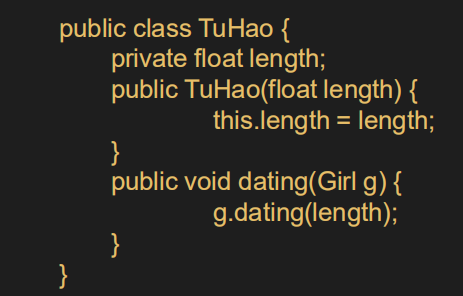 public class TuHao {
private float length;
public TuHao(float length) {
this.length = length;
}
public void dating(Girl g) {
g.dating(length);
}
}